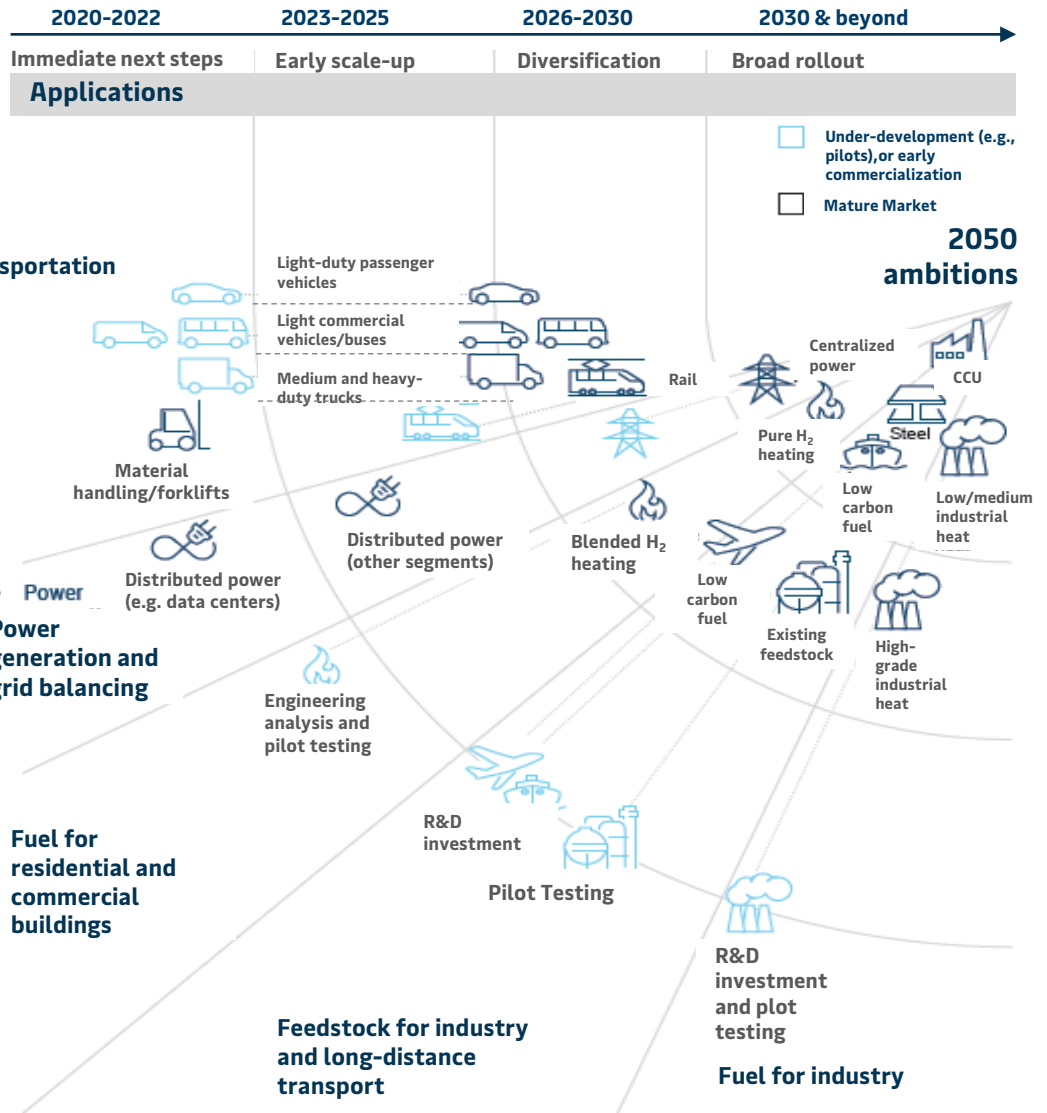 2020-2022
2023-2025
2026-2030
2030 & beyond
Immediate next steps
Early scale-up
Diversification
Broad rollout
Applications
Under-development (e.g.,
pilots),or early
commercialization
Mature Market
2050
ambitions
sportation
Light-duty passenger
vehicles
Light commercial
vehicles/buses
Medium and heavy-
duty trucks
Rail
Centralized
power
CCU
Steel
Pure H₂
heating
Low
carbon
fuel
Low/medium
industrial
heat
Material
handling/forklifts
Distributed power
(other segments)
Blended H₂
heating
Low
carbon
fuel
Existing
feedstock
High-
grade
industrial
heat
Power
Distributed power
(e.g. data centers)
Power
generation and
grid balancing
Engineering
analysis and
pilot testing
R&D
investment
Pilot Testing
Fuel for
residential and
commercial
buildings
R&D
investment
and plot
testing
Feedstock for industry
and long-distance
transport
Fuel for industry